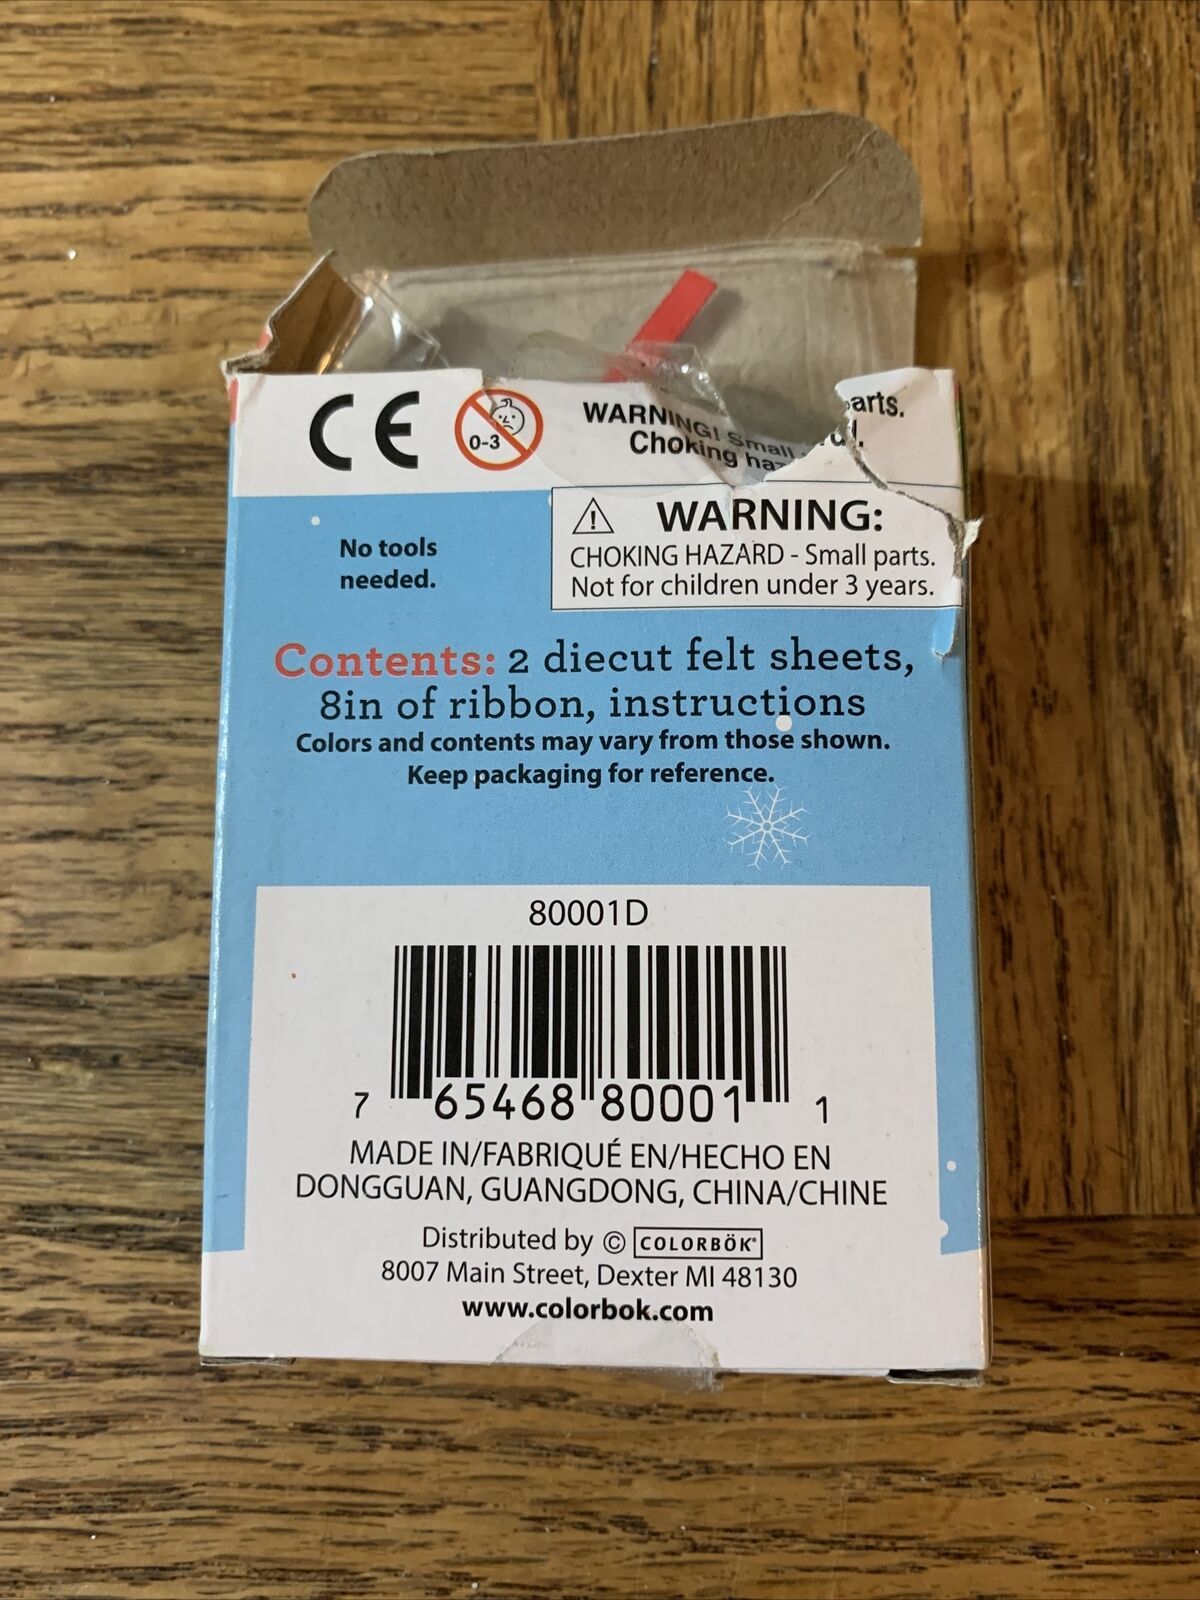 CE
0-3
WARNING! Small arts.
Choking haz d.
WARNING:
CHOKING HAZARD - Small parts.
Not for children under 3 years.
No tools
needed.
Contents: 2 diecut felt sheets,
8in of ribbon, instructions
Colors and contents may vary from those shown.
Keep packaging for reference.
80001D
7 65468 80001 1
MADE IN/FABRIQUÉ EN/HECHO EN
DONGGUAN, GUANGDONG, CHINA/CHINE
Distributed by © COLORBÖK®
8007 Main Street, Dexter MI 48130
www.colorbok.com